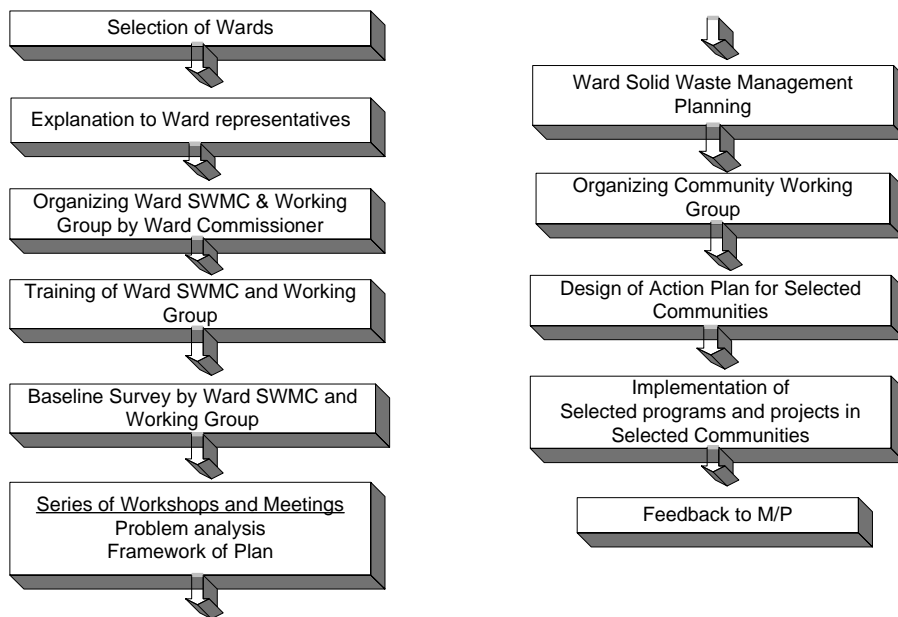 Selection of Wards
Explanation to Ward representatives
Organizing Ward SWMC & Working
Group by Ward Commissioner
Training of Ward SWMC and Working
Group
Baseline Survey by Ward SWMC and
Working Group
Series of Workshops and Meetings
Problem analysis
Framework of Plan
Ward Solid Waste Management
Planning
Organizing Community Working
Group
Design of Action Plan for Selected
Communities
Implementation of
Selected programs and projects in
Selected Communities
Feedback to M/P